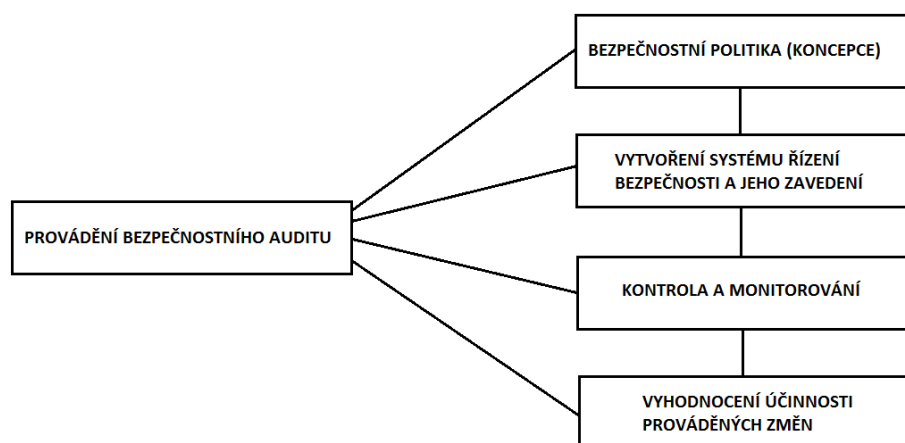 BEZPEČNOSTNÍ POLITIKA (KONCEPCE)
VYTVOŘENÍ SYSTÉMU ŘÍZENÍ
BEZPEČNOSTI A JEHO ZAVEDENÍ
PROVÁDĚNÍ BEZPEČNOSTNÍHO AUDITU
KONTROLA A MONITOROVÁNÍ
VYHODNOCENÍ ÚČINNOSTI
PROVÁDĚNÝCH ZMĚN